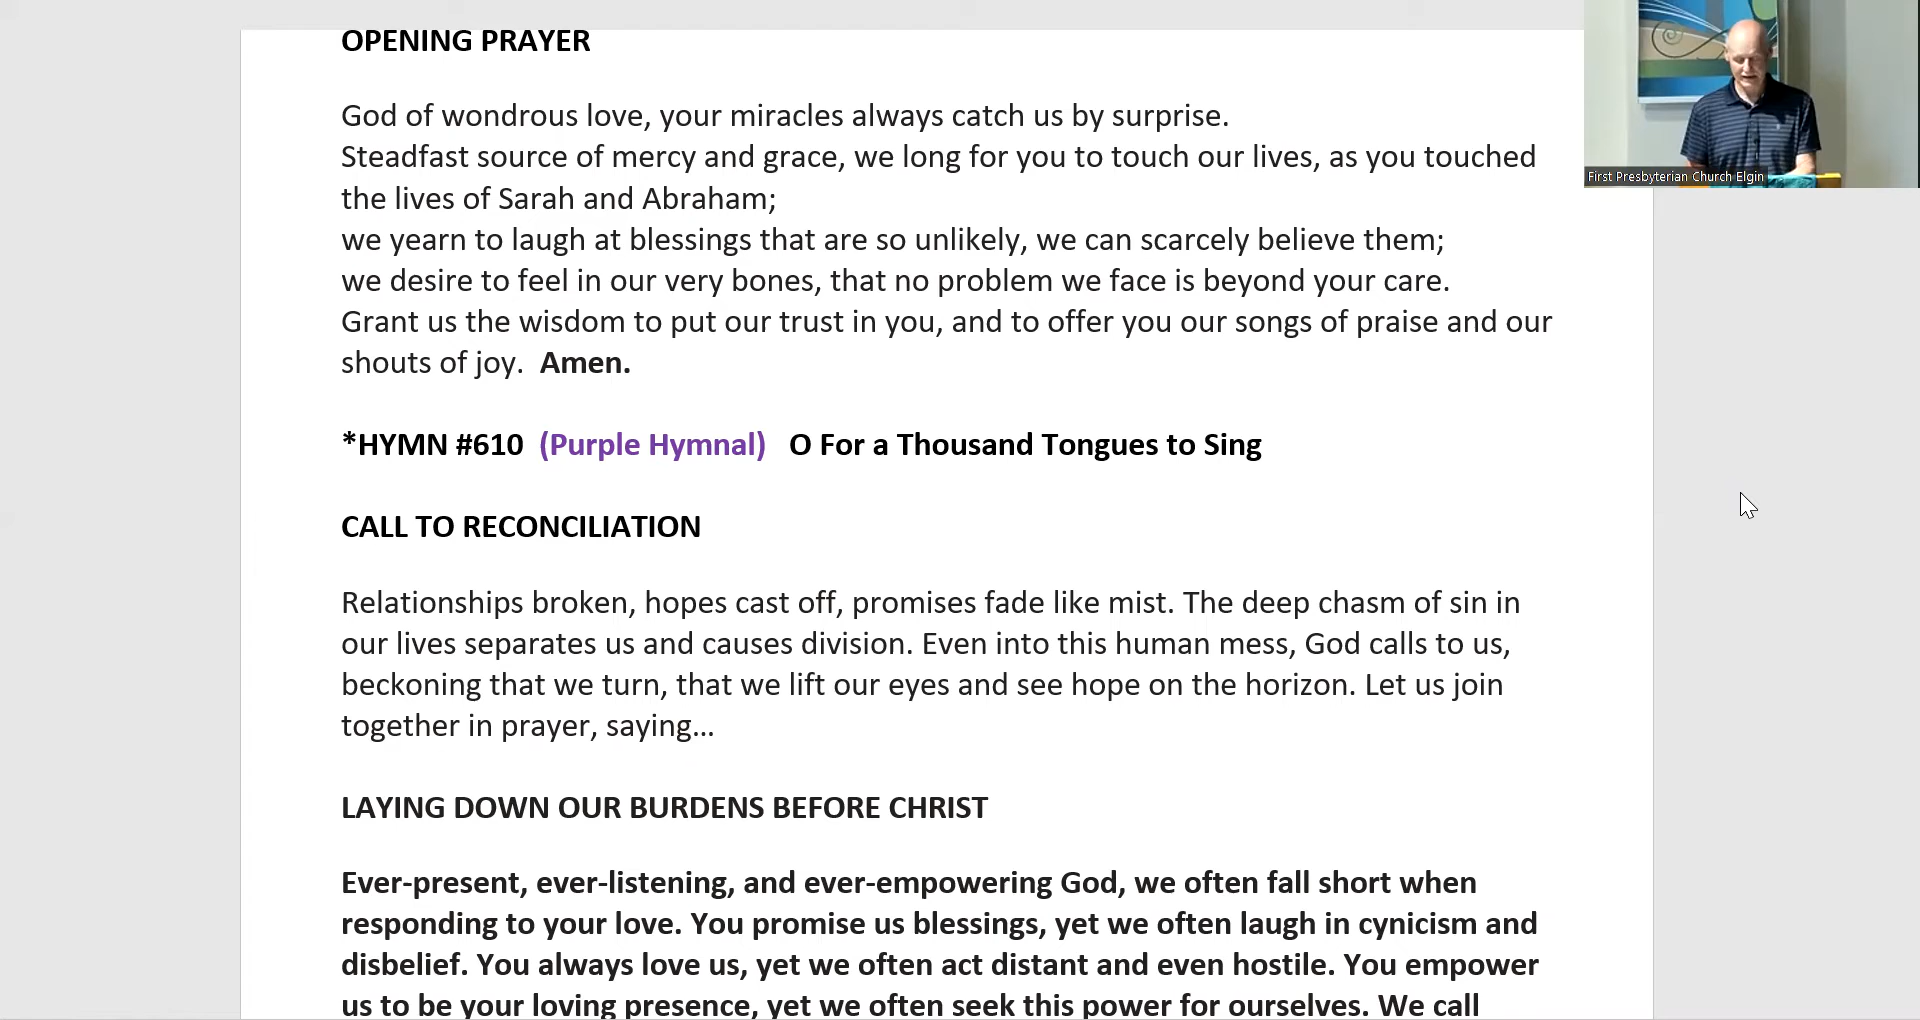 OPENING PRAYER
God of wondrous love, your miracles always catch us by surprise.
Steadfast source of mercy and grace, we long for you to touch our lives, as you touched
the lives of Sarah and Abraham;
we yearn to laugh at blessings that are so unlikely, we can scarcely believe them;
we desire to feel in our very bones, that no problem we face is beyond your care.
Grant us the wisdom to put our trust in you, and to offer you our songs of praise and our
shouts of joy.  Amen.
*HYMN #610  (Purple Hymnal)   O For a Thousand Tongues to Sing
CALL TO RECONCILIATION
Relationships broken, hopes cast off, promises fade like mist. The deep chasm of sin in
our lives separates us and causes division. Even into this human mess, God calls to us,
beckoning that we turn, that we lift our eyes and see hope on the horizon. Let us join
together in prayer, saying…
LAYING DOWN OUR BURDENS BEFORE CHRIST
Ever-present, ever-listening, and ever-empowering God, we often fall short when
responding to your love. You promise us blessings, yet we often laugh in cynicism and
disbelief. You always love us, yet we often act distant and even hostile. You empower
us to be your loving presence, yet we often seek this power for ourselves. We call
First Presbyterian Church Elgin